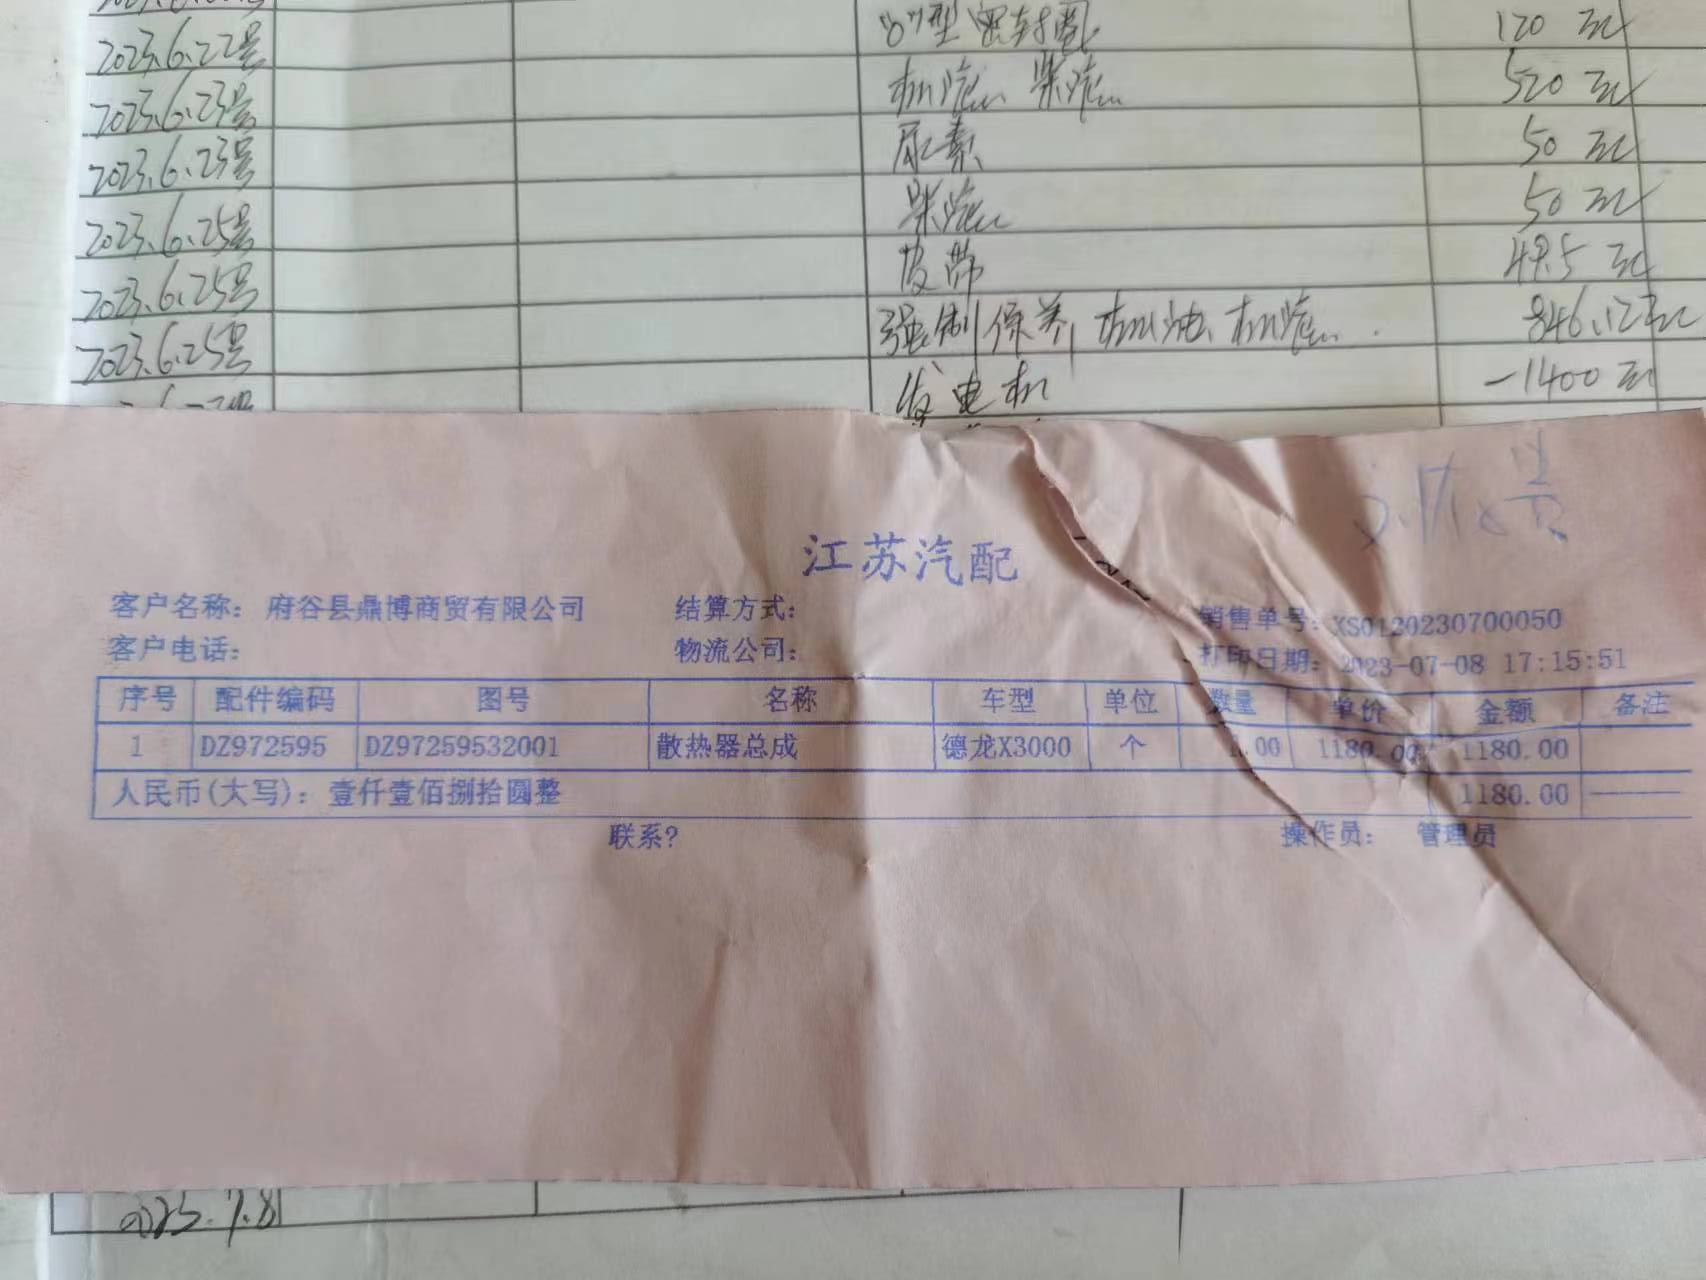 2023.6.22号 "O"型密封圈 120元
2023.6.23号 机滤、柴滤 520元
2023.6.23号 尿素 50元
2023.6.25号 柴滤 50元
2023.6.25号 皮带 49.5元
2023.6.25号 强制保养,机油、机滤 846.12元
发电机 -1400元
江苏汽配
客户名称： 府谷县鼎博商贸有限公司 结算方式： 销售单号：XS0120230700050
客户电话： 物流公司： 打印日期：2023-07-08 17:15:51
序号 配件编码 图号 名称 车型 单位 数量 单价 金额 备注
1 DZ972595 DZ97259532001 散热器总成 德龙X3000 个 1.00 1180.00 1180.00
人民币(大写)：壹仟壹佰捌拾圆整 1180.00
联系? 操作员： 管理员
2023.7.8